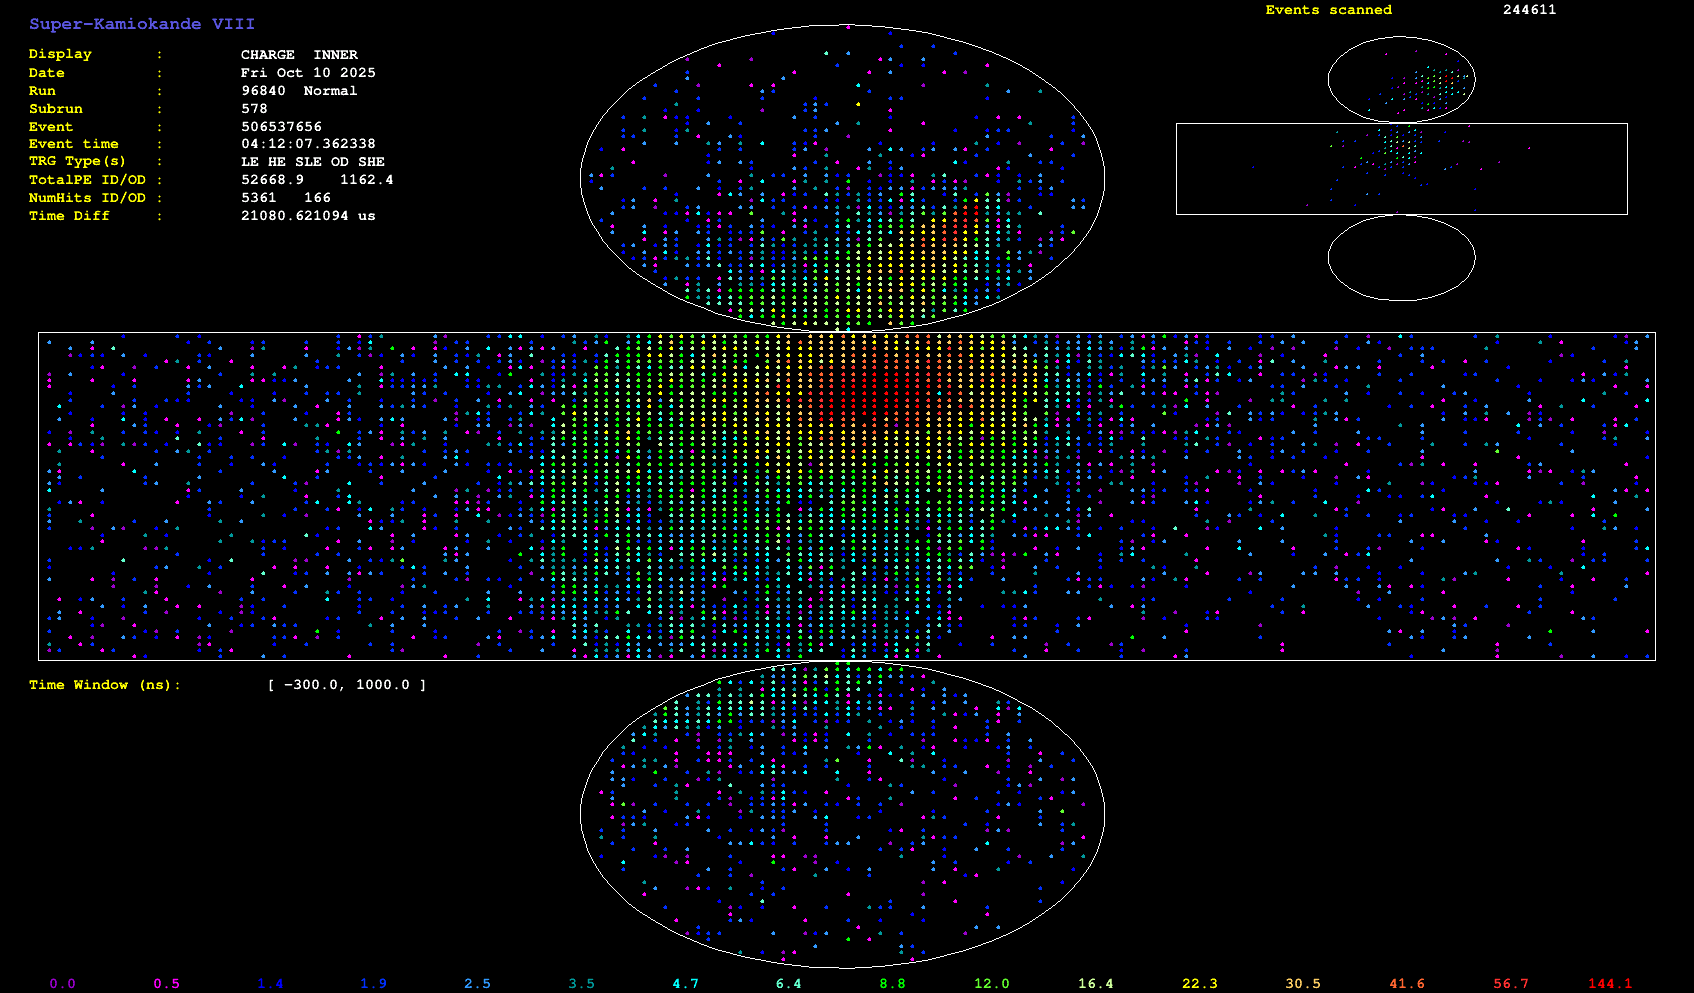 Super-Kamiokande VIII
Events scanned 244611
Display : CHARGE INNER
Date : Fri Oct 10 2025
Run : 96840 Normal
Subrun : 578
Event : 506537656
Event time : 04:12:07.362338
TRG Type(s) : LE HE SLE OD SHE
TotalPE ID/OD : 52668.9 1162.4
NumHits ID/OD : 5361 166
Time Diff : 21080.621094 us
Time Window (ns): [ -300.0, 1000.0 ]
0.0 0.5 1.4 1.9 2.5 3.5 4.7 6.4 8.8 12.0 16.4 22.3 30.5 41.6 56.7 144.1